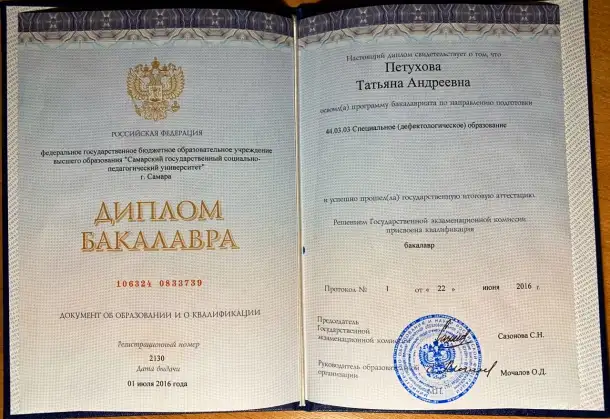 РОССИЙСКАЯ ФЕДЕРАЦИЯ
федеральное государственное бюджетное образовательное учреждение
высшего образования "Самарский государственный социально-
педагогический университет"
г. Самара
ДИПЛОМ
БАКАЛАВРА
106324 0833739
ДОКУМЕНТ ОБ ОБРАЗОВАНИИ И О КВАЛИФИКАЦИИ
Регистрационный номер
2130
Дата выдачи
01 июля 2016 года
Настоящий диплом свидетельствует о том, что
Петухова
Татьяна Андреевна
освоил(а) программу бакалавриата по направлению подготовки
44.03.03 Специальное (дефектологическое) образование
и успешно прошел(ла) государственную итоговую аттестацию.
Решением Государственной экзаменационной комиссии
присвоена квалификация
бакалавр
Протокол № 1 от « 22 » июня 2016 г.
Председатель
Государственной
экзаменационной комиссии
Сазонова С.Н.
Руководитель образовательной
организации
Мочалов О.Д.
М.П.